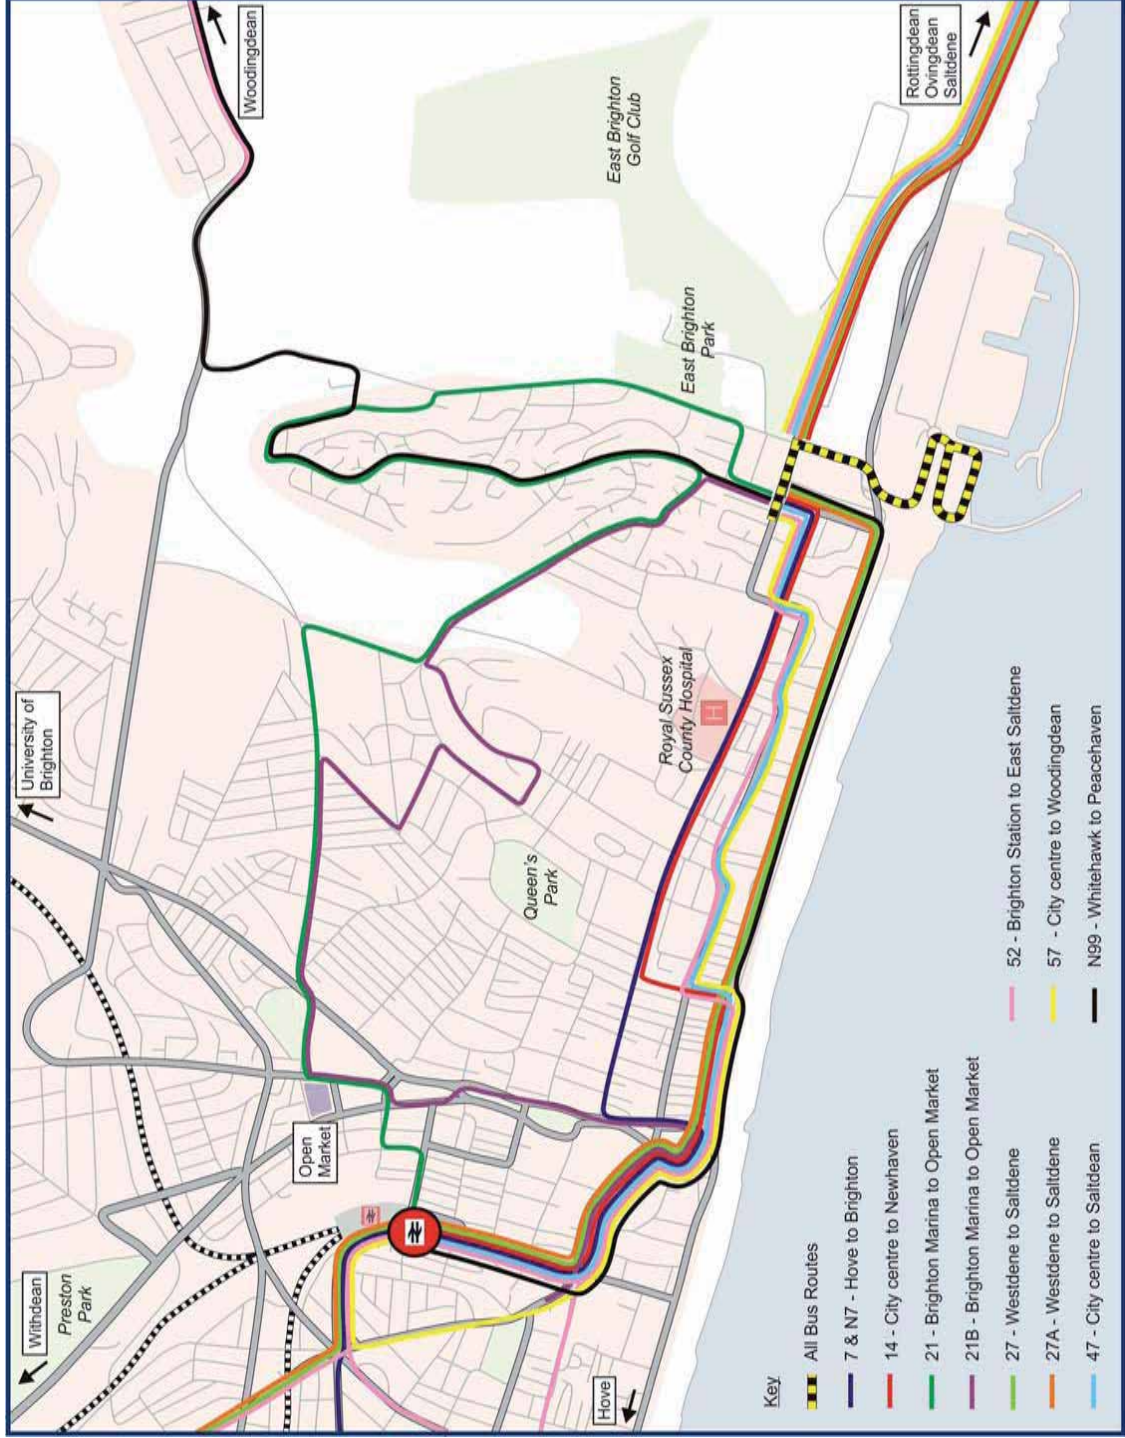 Woodingdean
University of
Brighton
Withdean
Preston
Park
Open
Market
Hove
Queen's
Park
Royal Sussex
County Hospital
H
East Brighton
Park
East Brighton
Golf Club
Rottingdean
Ovingdean
Saltdene
Key
All Bus Routes
7 & N7 - Hove to Brighton
14 - City centre to Newhaven
21 - Brighton Marina to Open Market
21B - Brighton Marina to Open Market
27 - Westdene to Saltdene
27A - Westdene to Saltdene
47 - City centre to Saltdean
52 - Brighton Station to East Saltdene
57 - City centre to Woodingdean
N99 - Whitehawk to Peacehaven